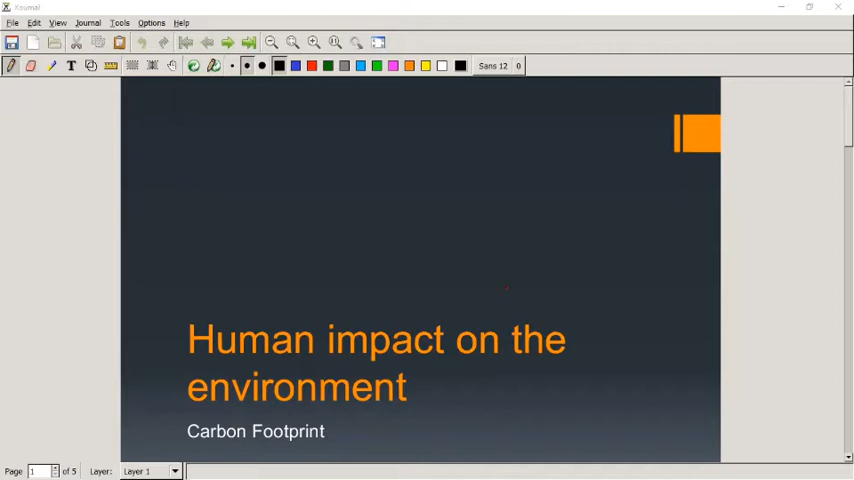 Xournal
File Edit View Journal Tools Options Help
Sans 12 0
Human impact on the
environment
Carbon Footprint
Page 1 of 5 Layer: Layer 1